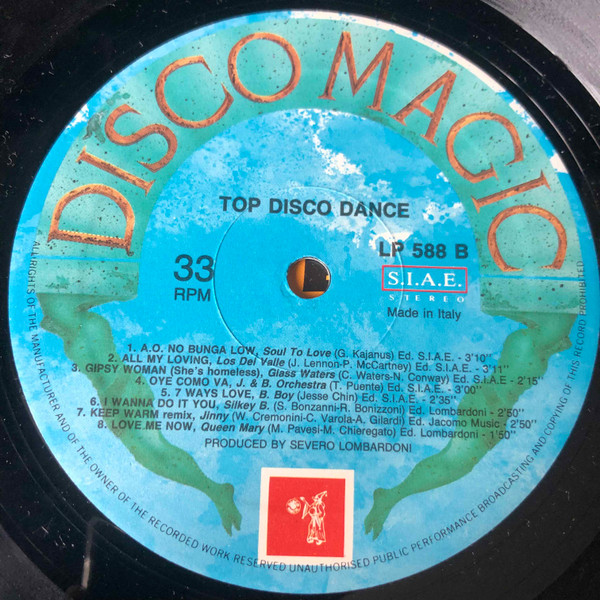 DISCO MAGIC
TOP DISCO DANCE
33
RPM
LP 588 B
S.I.A.E.
STEREO
Made in Italy
1. A.O. NO BUNGA LOW, Soul To Love (G. Kajanus) Ed. S.I.A.E. - 3'10"
2. ALL MY LOVING, Los Del Valle (J. Lennon-P. McCartney) Ed. S.I.A.E. - 3'11"
3. GIPSY WOMAN (She's homeless), Glass Waters (C. Waters-N. Conway) Ed. S.I.A.E. - 2'15"
4. OYE COMO VA, J. & B. Orchestra (T. Puente) Ed. S.I.A.E. - 3'00"
5. 7 WAYS LOVE, B. Boy (Jesse Chin) Ed. S.I.A.E. - 2'35"
6. I WANNA DO IT YOU, Silkey B. (S. Bonzanni-R. Bonizzoni) Ed. Lombardoni - 2'50"
7. KEEP WARM remix, Jinny (W. Cremonini-C. Varola-A. Gilardi) Ed. Jacomo Music - 2'50"
8. LOVE ME NOW, Queen Mary (M. Pavesi-M. Chieregato) Ed. Lombardoni - 1'50"
PRODUCED BY SEVERO LOMBARDONI
ALL RIGHTS OF THE MANUFACTURER AND OF THE OWNER OF THE RECORDED WORK RESERVED UNAUTHORISED PUBLIC PERFORMANCE BROADCASTING AND COPYING OF THIS RECORD PROHIBITED